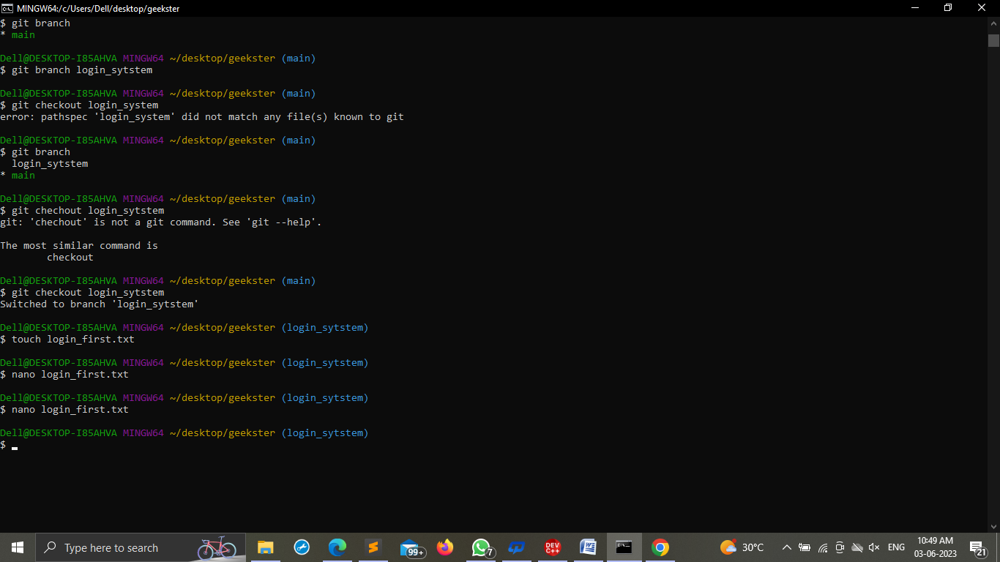 MINGW64:/c/Users/Dell/desktop/geekster
$ git branch
* main
Dell@DESKTOP-I85AHVA MINGW64 ~/desktop/geekster (main)
$ git branch login_sytstem
Dell@DESKTOP-I85AHVA MINGW64 ~/desktop/geekster (main)
$ git checkout login_system
error: pathspec 'login_system' did not match any file(s) known to git
Dell@DESKTOP-I85AHVA MINGW64 ~/desktop/geekster (main)
$ git branch
  login_sytstem
* main
Dell@DESKTOP-I85AHVA MINGW64 ~/desktop/geekster (main)
$ git chechout login_sytstem
git: 'chechout' is not a git command. See 'git --help'.
The most similar command is
        checkout
Dell@DESKTOP-I85AHVA MINGW64 ~/desktop/geekster (main)
$ git checkout login_sytstem
Switched to branch 'login_sytstem'
Dell@DESKTOP-I85AHVA MINGW64 ~/desktop/geekster (login_sytstem)
$ touch login_first.txt
Dell@DESKTOP-I85AHVA MINGW64 ~/desktop/geekster (login_sytstem)
$ nano login_first.txt
Dell@DESKTOP-I85AHVA MINGW64 ~/desktop/geekster (login_sytstem)
$ nano login_first.txt
Dell@DESKTOP-I85AHVA MINGW64 ~/desktop/geekster (login_sytstem)
$
Type here to search
99+
7
DEV
C++
30°C
ENG
10:49 AM
03-06-2023
21